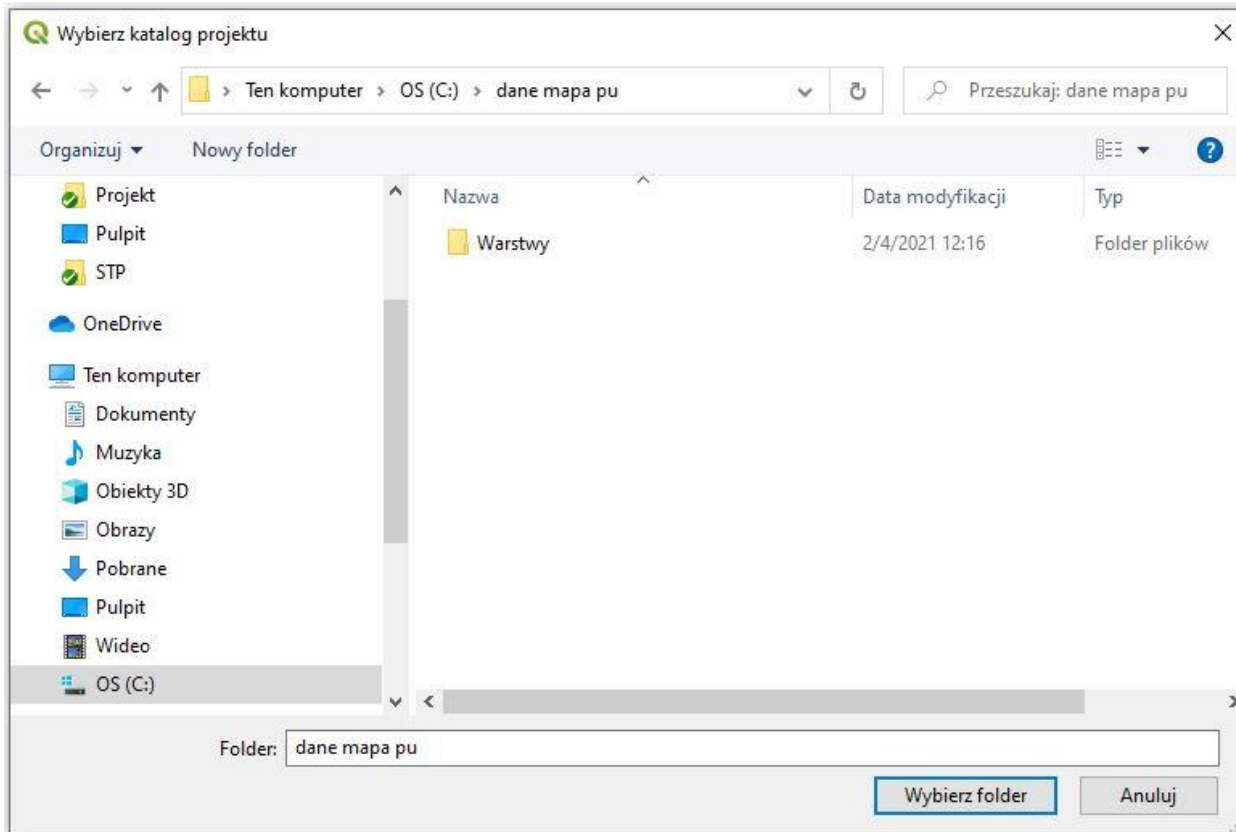 Wybierz katalog projektu
Ten komputer > OS (C:) > dane mapa pu
Przeszukaj: dane mapa pu
Organizuj
Nowy folder
Projekt
Pulpit
STP
OneDrive
Ten komputer
Dokumenty
Muzyka
Obiekty 3D
Obrazy
Pobrane
Pulpit
Wideo
OS (C:)
Nazwa Data modyfikacji Typ
Warstwy 2/4/2021 12:16 Folder plików
Folder: dane mapa pu
Wybierz folder Anuluj